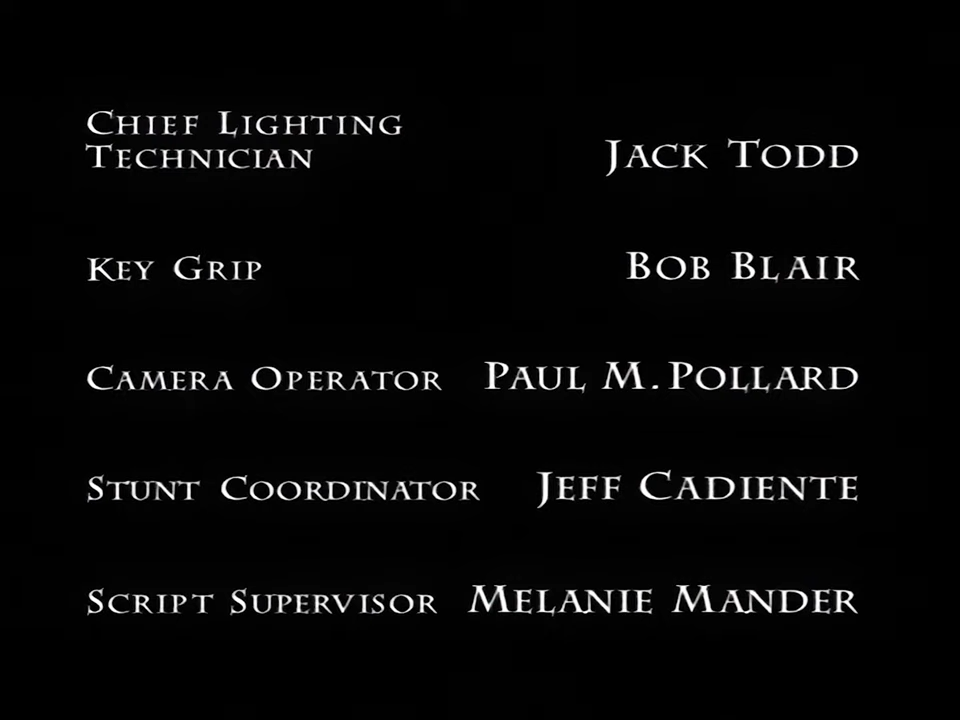 Chief Lighting
Technician
Jack Todd
Key Grip Bob Blair
Camera Operator Paul M. Pollard
Stunt Coordinator Jeff Cadiente
Script Supervisor Melanie Mander